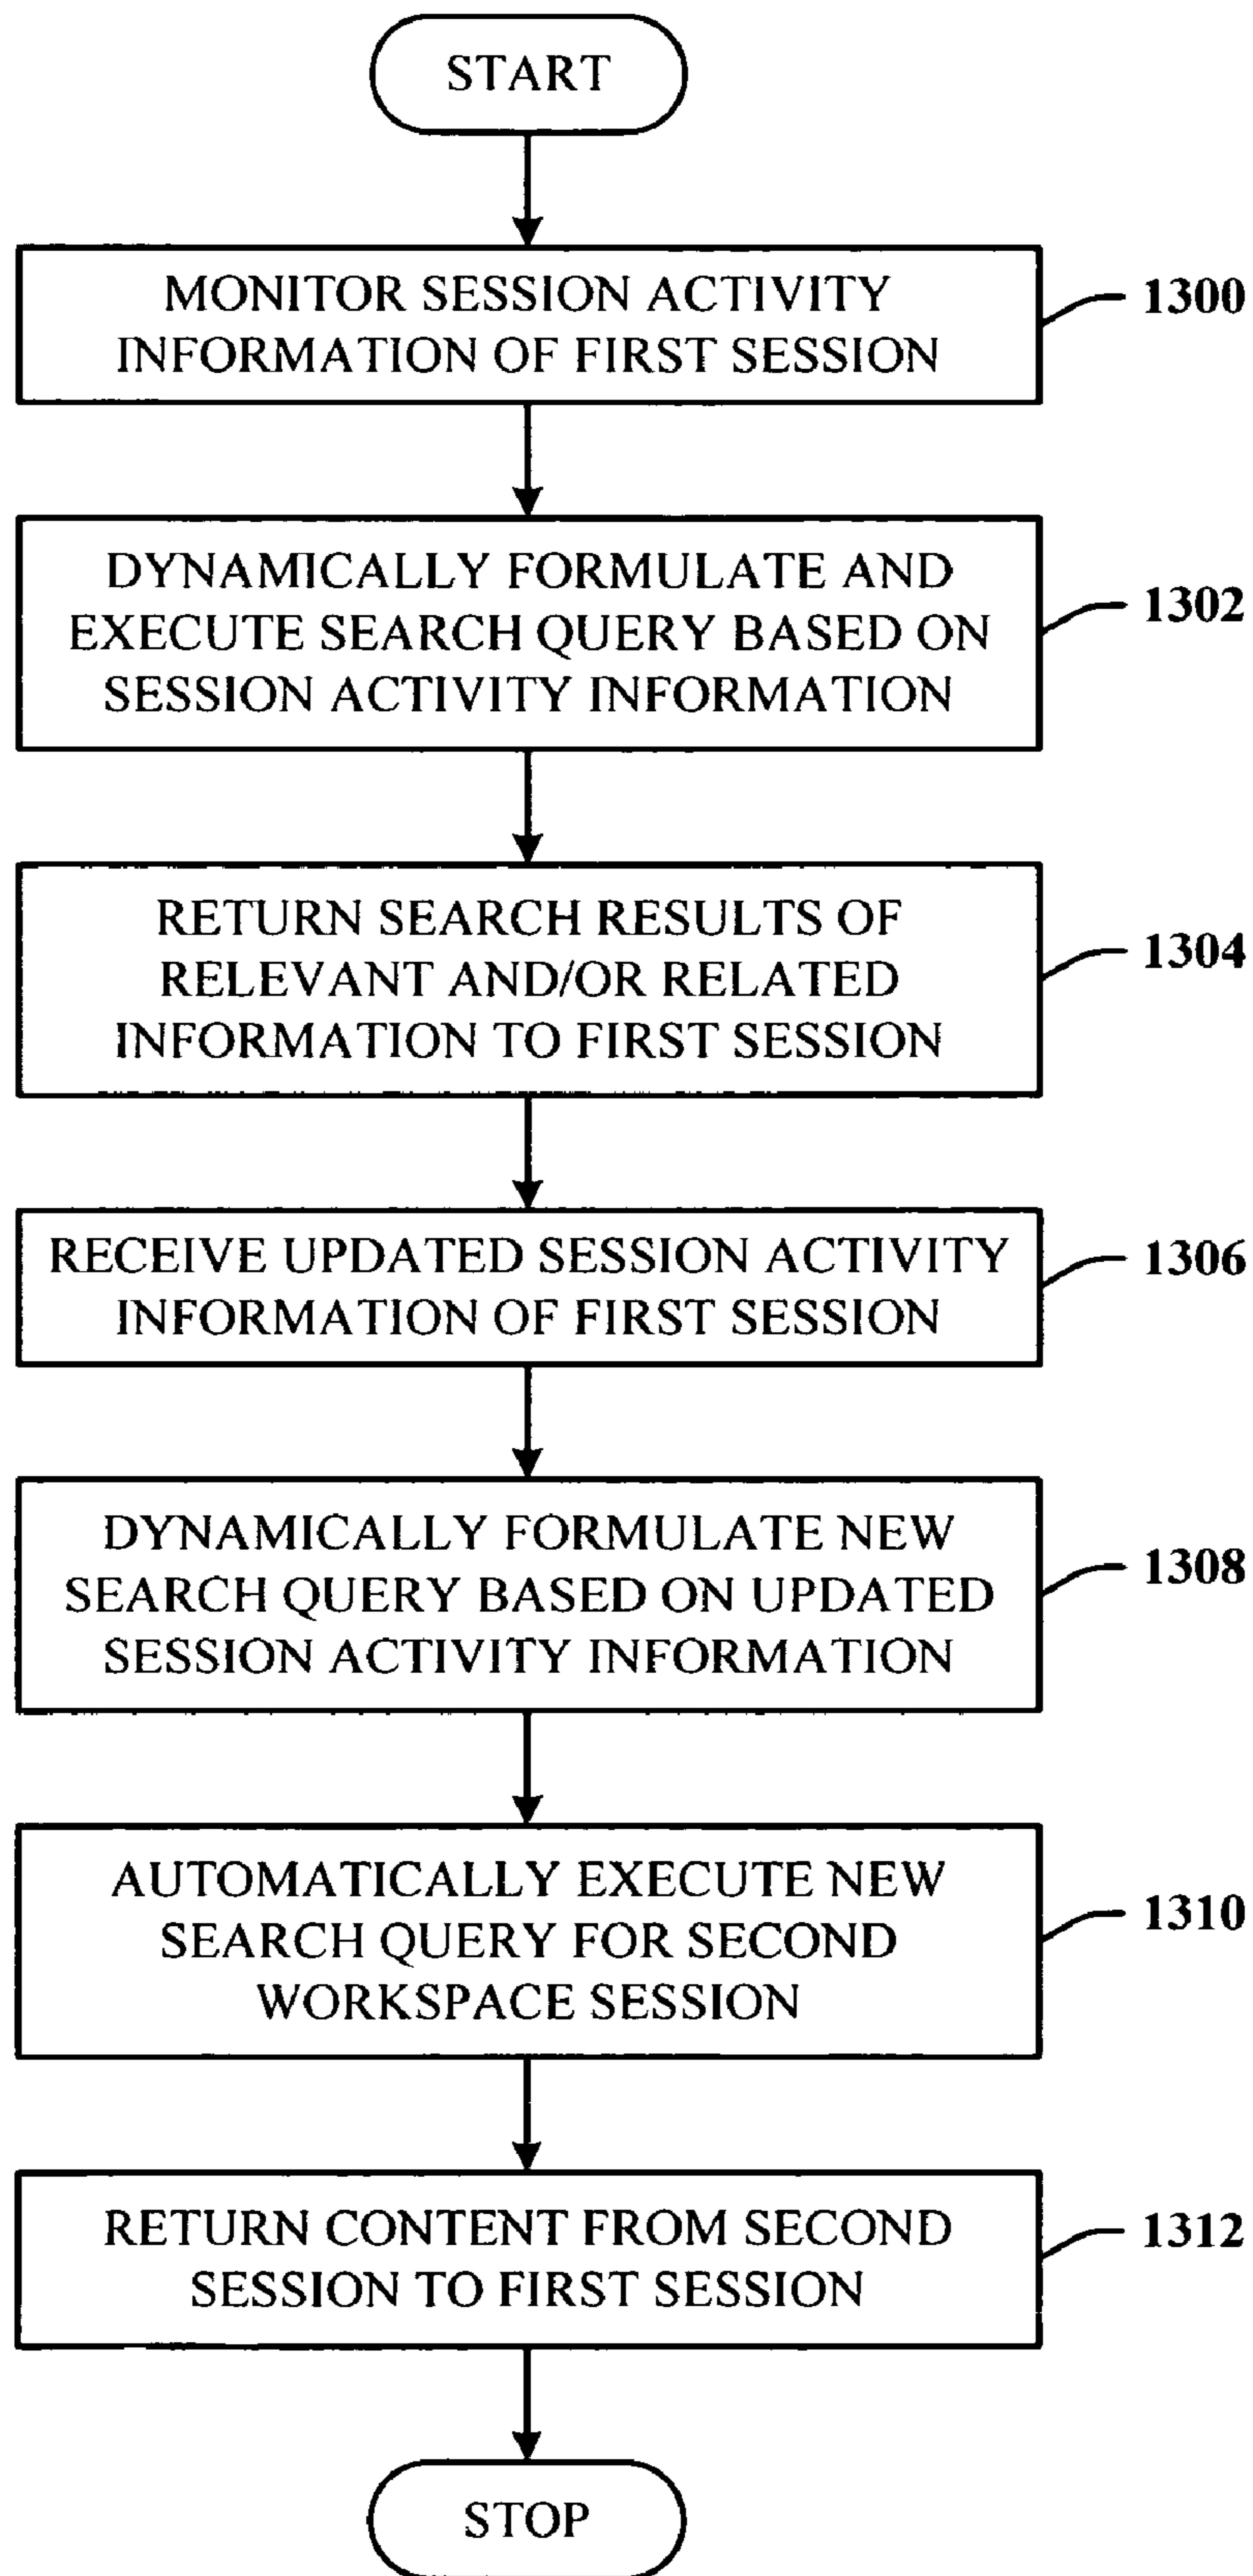 START
MONITOR SESSION ACTIVITY
INFORMATION OF FIRST SESSION
1300
DYNAMICALLY FORMULATE AND
EXECUTE SEARCH QUERY BASED ON
SESSION ACTIVITY INFORMATION
1302
RETURN SEARCH RESULTS OF
RELEVANT AND/OR RELATED
INFORMATION TO FIRST SESSION
1304
RECEIVE UPDATED SESSION ACTIVITY
INFORMATION OF FIRST SESSION
1306
DYNAMICALLY FORMULATE NEW
SEARCH QUERY BASED ON UPDATED
SESSION ACTIVITY INFORMATION
1308
AUTOMATICALLY EXECUTE NEW
SEARCH QUERY FOR SECOND
WORKSPACE SESSION
1310
RETURN CONTENT FROM SECOND
SESSION TO FIRST SESSION
1312
STOP